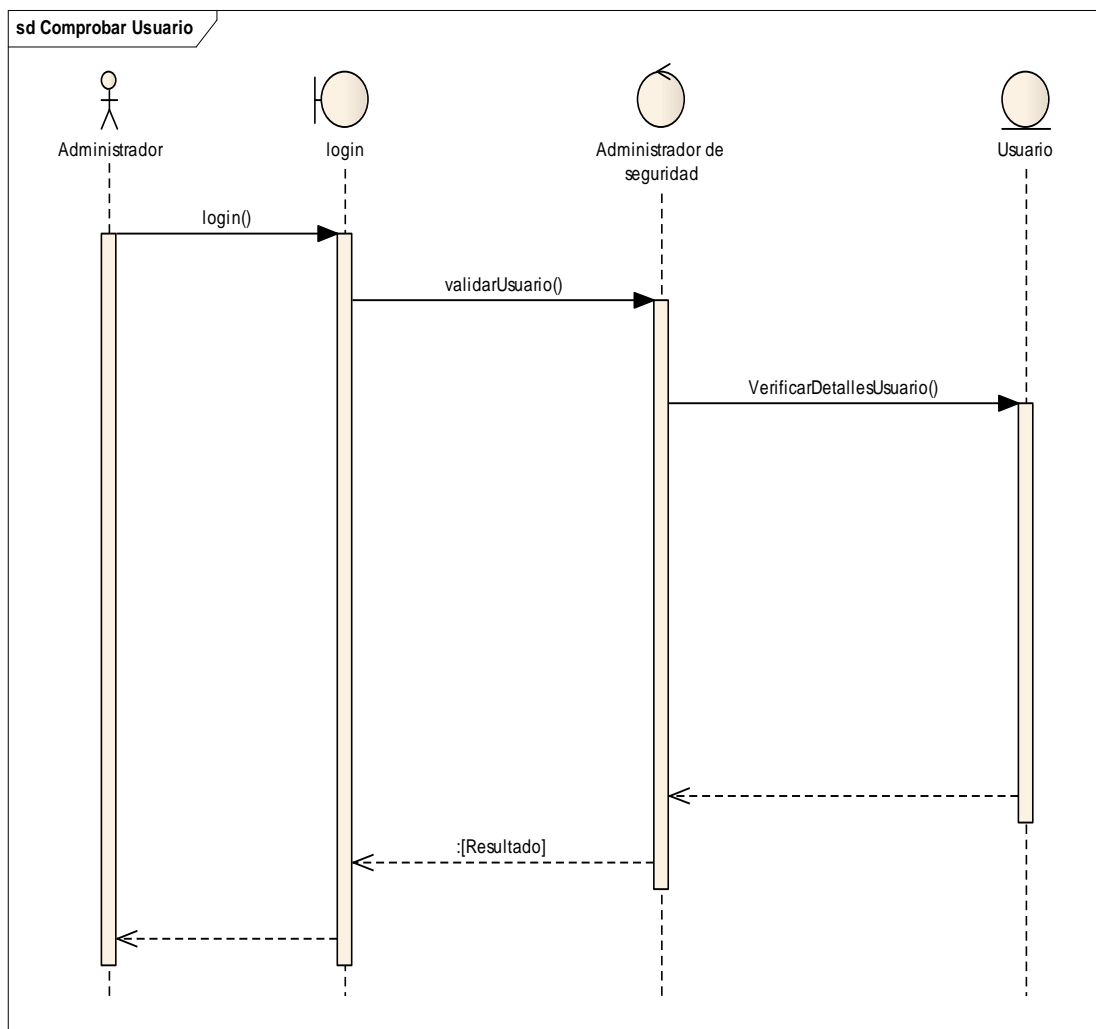 sd Comprobar Usuario
Administrador
login
Administrador de
seguridad
Usuario
login()
validarUsuario()
VerificarDetallesUsuario()
:[Resultado]